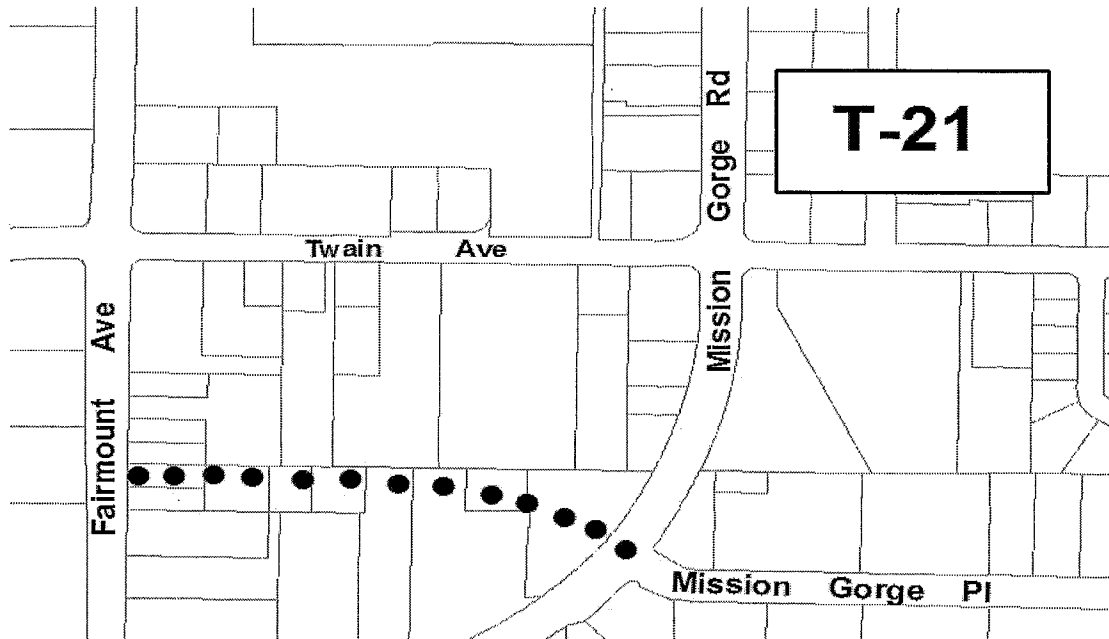 T-21
Mission Gorge Rd
Twain Ave
Fairmount Ave
Mission Gorge Pl